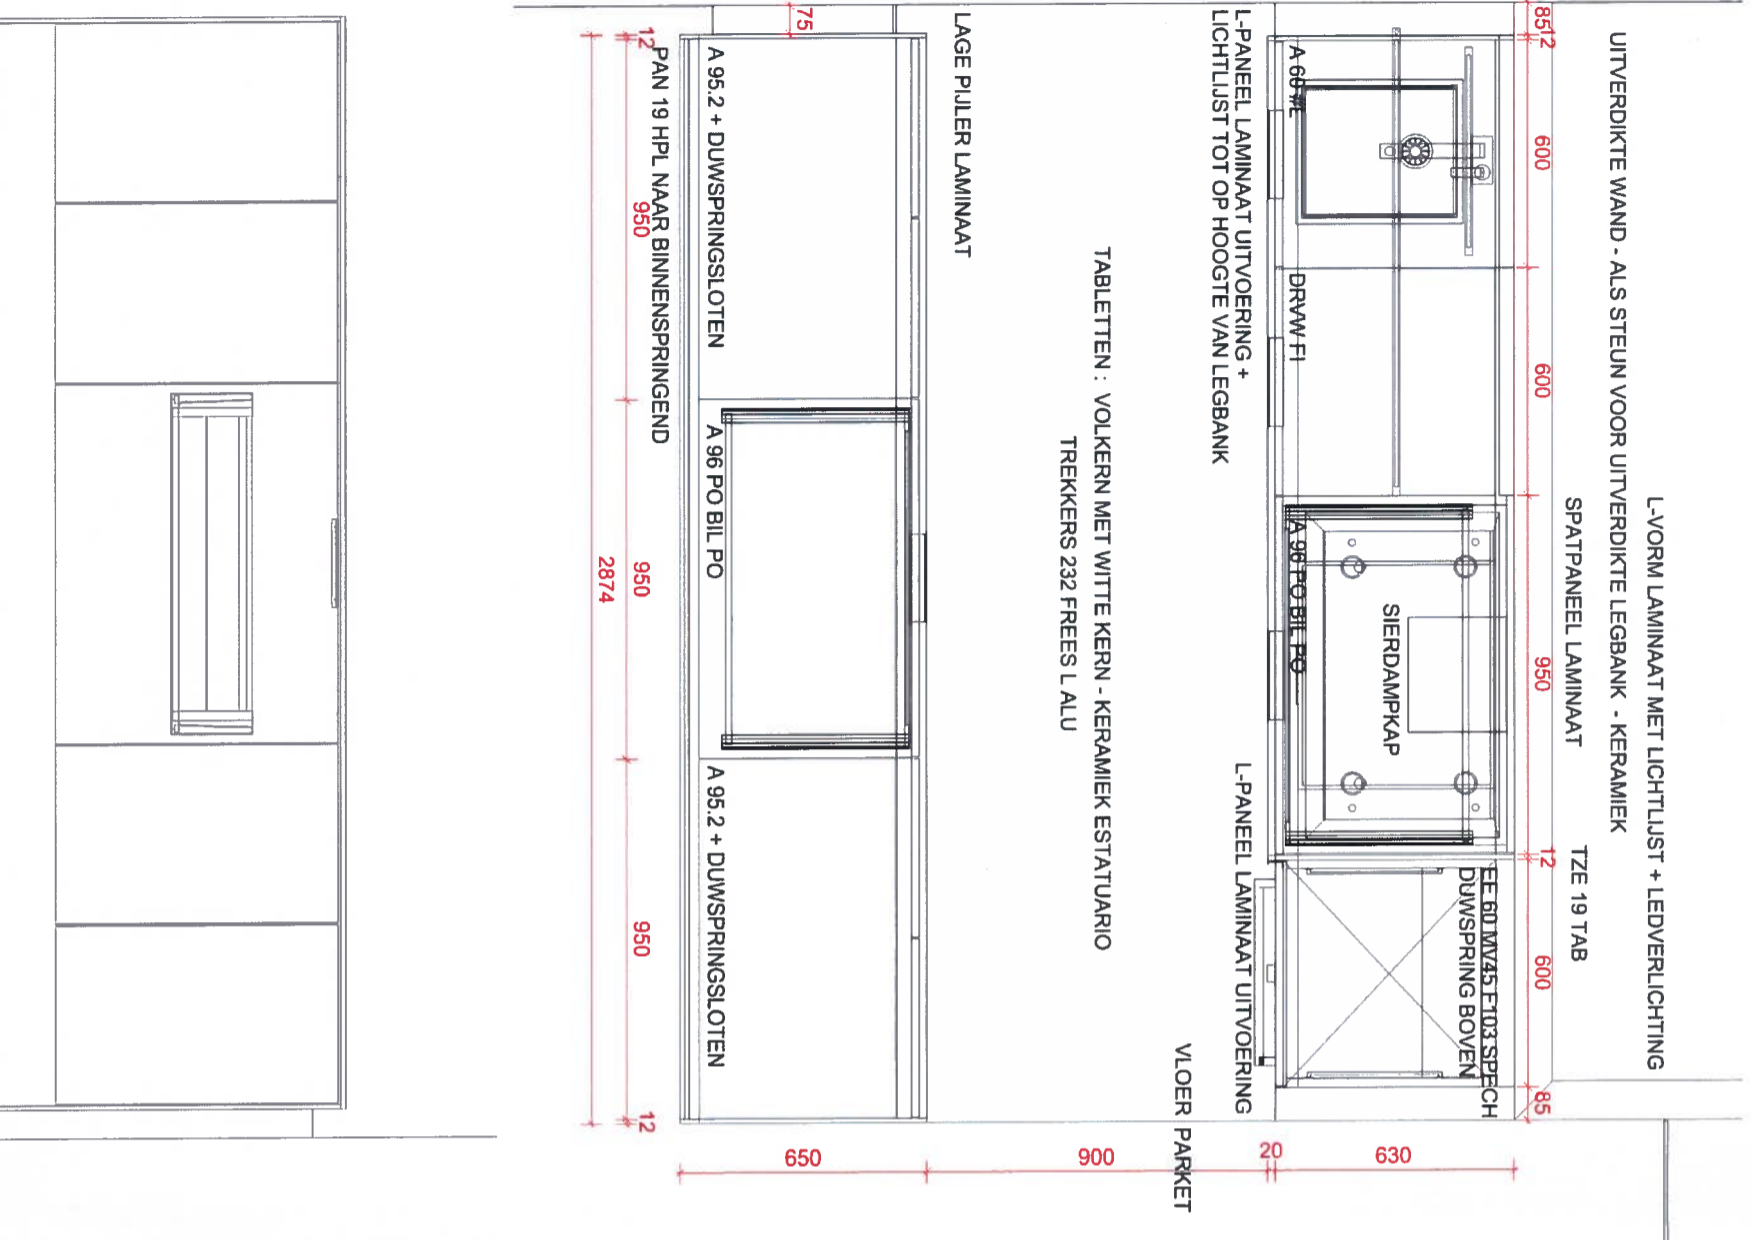 L-VORM LAMINAAT MET LICHTLIJST + LEDVERLICHTING
UITVERDIKTE WAND - ALS STEUN VOOR UITVERDIKTE LEGBANK - KERAMIEK
SPATPANEEL LAMINAAT
TZE 19 TAB
85
12
600
600
950
12
600
85
EE 60 MV45 F103 SPECH
DUWSPRING BOVEN
SIERDAMPKAP
A 60 #L
DRVW FI
A 96 PO BIL PO
L-PANEEL LAMINAAT UITVOERING +
LICHTLIJST TOT OP HOOGTE VAN LEGBANK
L-PANEEL LAMINAAT UITVOERING
VLOER PARKET
TABLETTEN : VOLKERN MET WITTE KERN - KERAMIEK ESTATUARIO
TREKKERS 232 FREES L ALU
LAGE PIJLER LAMINAAT
75
A 95.2 + DUWSPRINGSLOTEN
A 96 PO BIL PO
A 95.2 + DUWSPRINGSLOTEN
PAN 19 HPL NAAR BINNENSPRINGEND
12
950
950
950
12
2874
650
900
20
630